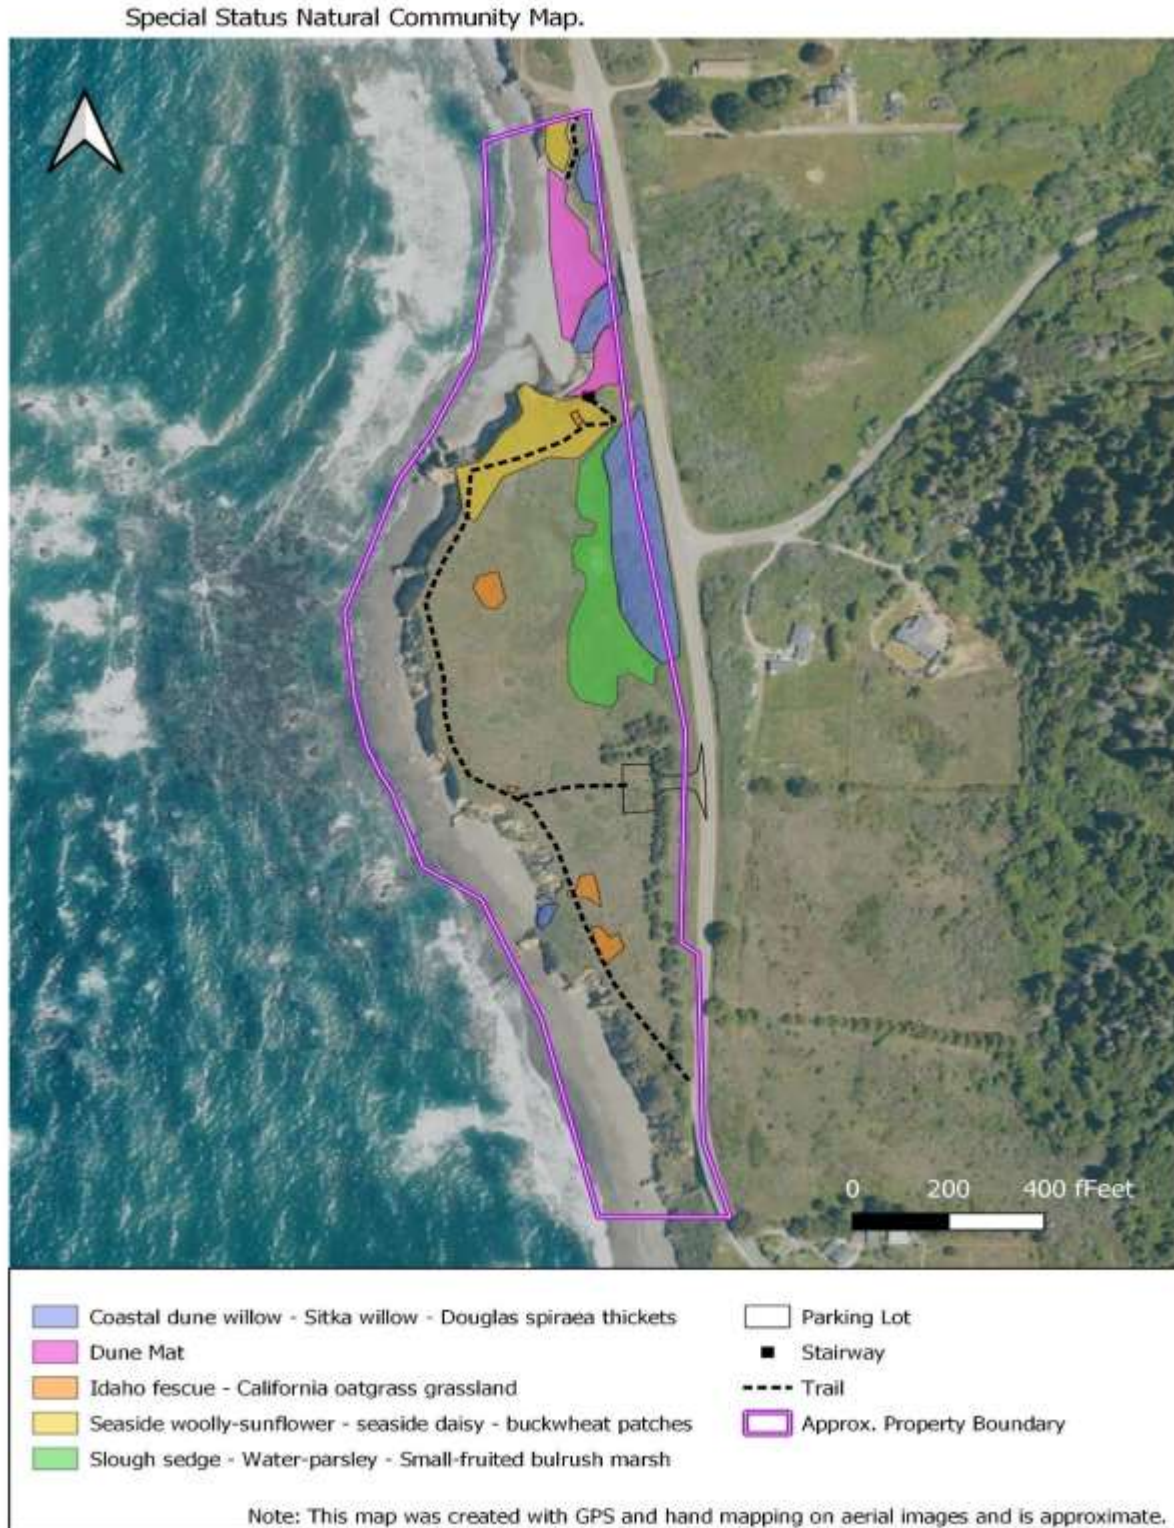 Special Status Natural Community Map.
0 200 400 fFeet
Coastal dune willow - Sitka willow - Douglas spiraea thickets
Dune Mat
Idaho fescue - California oatgrass grassland
Seaside woolly-sunflower - seaside daisy - buckwheat patches
Slough sedge - Water-parsley - Small-fruited bulrush marsh
Parking Lot
Stairway
Trail
Approx. Property Boundary
Note: This map was created with GPS and hand mapping on aerial images and is approximate.